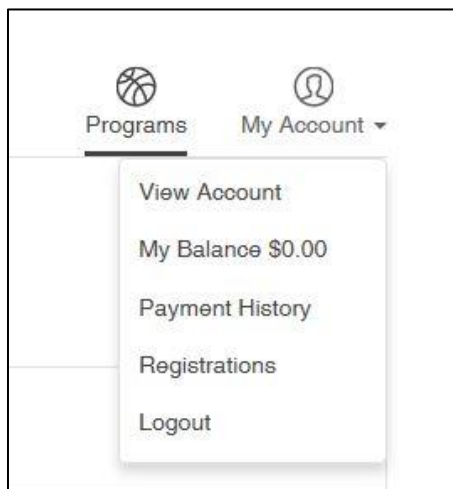 Programs My Account
View Account
My Balance $0.00
Payment History
Registrations
Logout